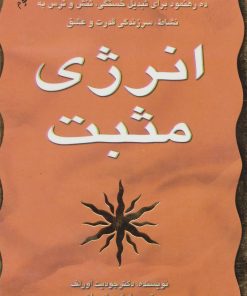 ده رهنمود برای تبدیل خستگی، تنش و ترس به
نشاط، سرزندگی قدرت و عشق
انرژی
مثبت
نویسنده: دکتر جودیت اورلف